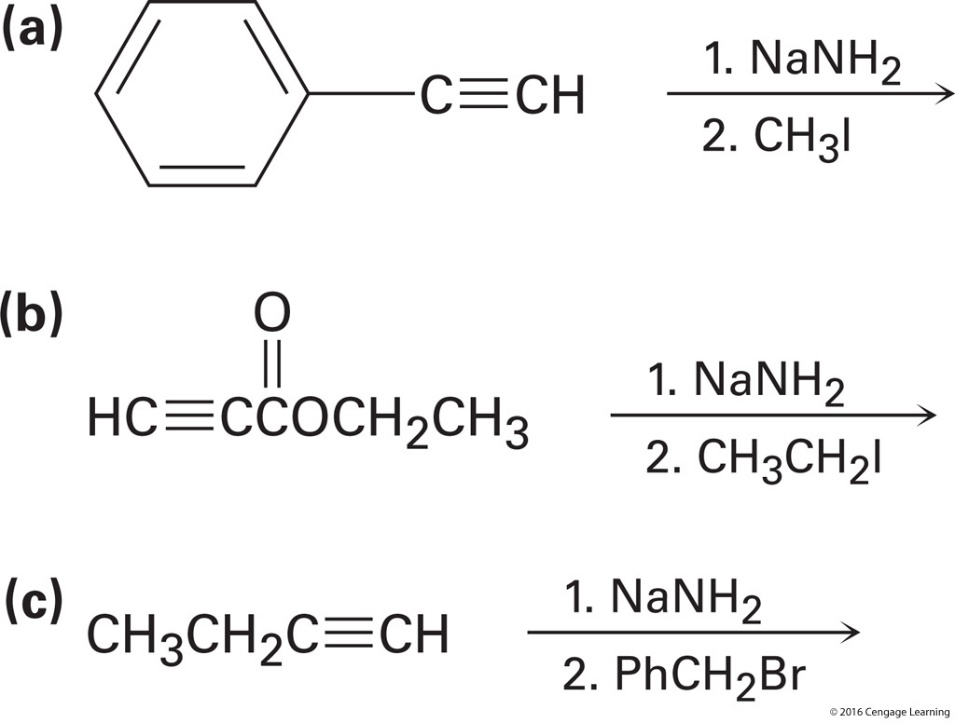 (a)
C≡CH
1. NaNH2
2. CH3I
(b)
O
HC≡CCOCH2CH3
1. NaNH2
2. CH3CH2I
(c)
CH3CH2C≡CH
1. NaNH2
2. PhCH2Br
© 2016 Cengage Learning